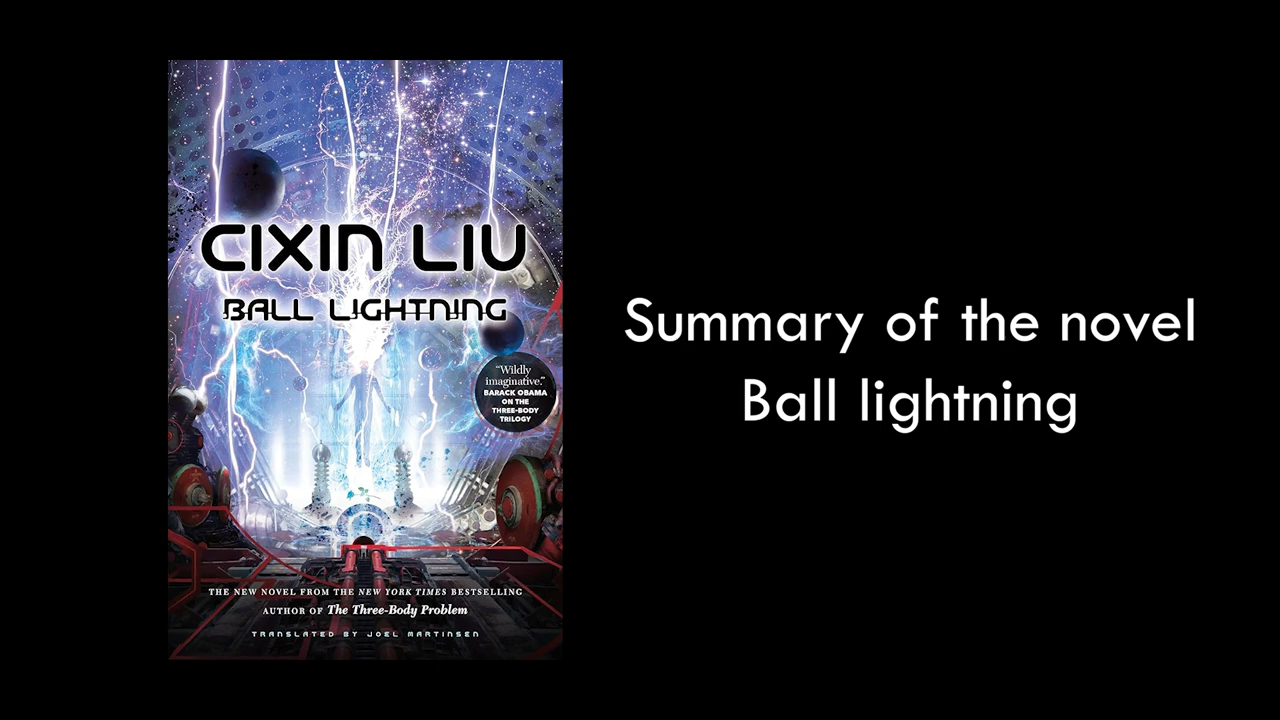 CIXIN LIU
BALL LIGHTNING
"Wildly
imaginative."
BARACK OBAMA
ON THE
THREE-BODY
TRILOGY
THE NEW NOVEL FROM THE NEW YORK TIMES BESTSELLING
AUTHOR OF The Three-Body Problem
TRANSLATED BY JOEL MARTINSEN
Summary of the novel
Ball lightning